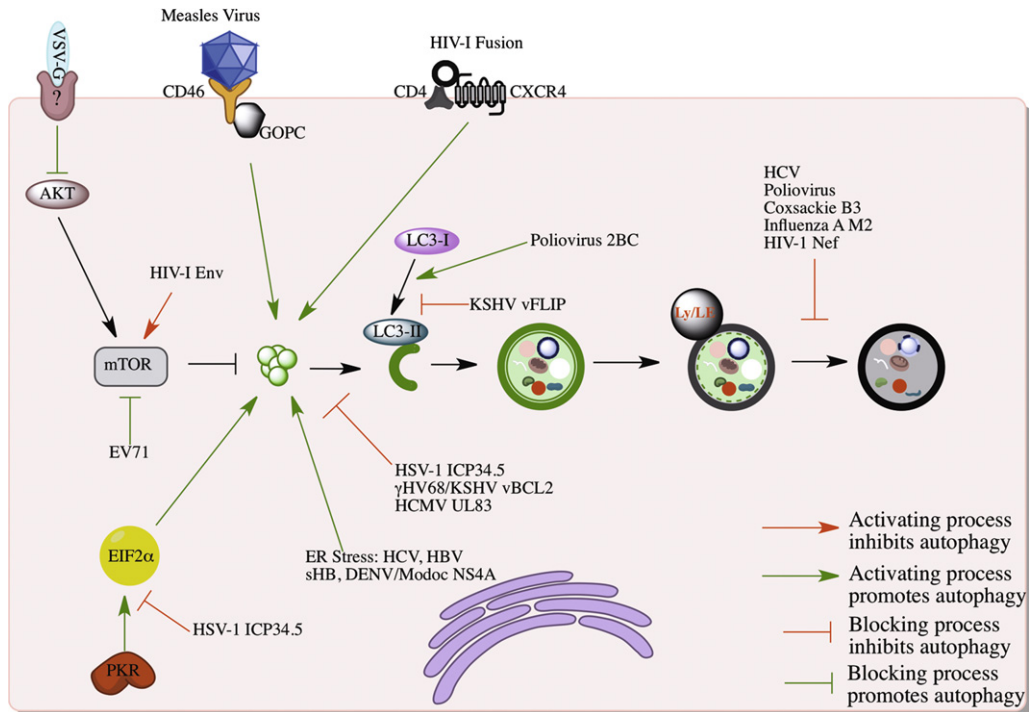 Measles Virus
VSV-G
?
HIV-I Fusion
CD46
CD4
CXCR4
GOPC
AKT
HCV
Poliovirus
Coxsackie B3
Influenza A M2
HIV-1 Nef
LC3-I
Poliovirus 2BC
HIV-I Env
KSHV vFLIP
Ly/LE
LC3-II
mTOR
EV71
HSV-1 ICP34.5
γHV68/KSHV vBCL2
HCMV UL83
EIF2α
ER Stress: HCV, HBV
sHB, DENV/Modoc NS4A
HSV-1 ICP34.5
PKR
Activating process
inhibits autophagy
Activating process
promotes autophagy
Blocking process
inhibits autophagy
Blocking process
promotes autophagy